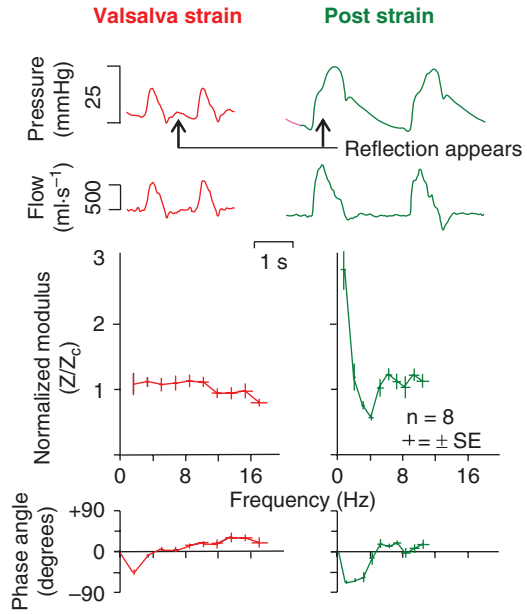 Valsalva strain
Post strain
Pressure
(mmHg)
25
Reflection appears
Flow
(ml·s⁻¹)
500
1 s
Normalized modulus
(Z/Zc)
3
2
1
n = 8
+= ± SE
0 4 8 16
0 8 16
Frequency (Hz)
Phase angle
(degrees)
+90
0
−90